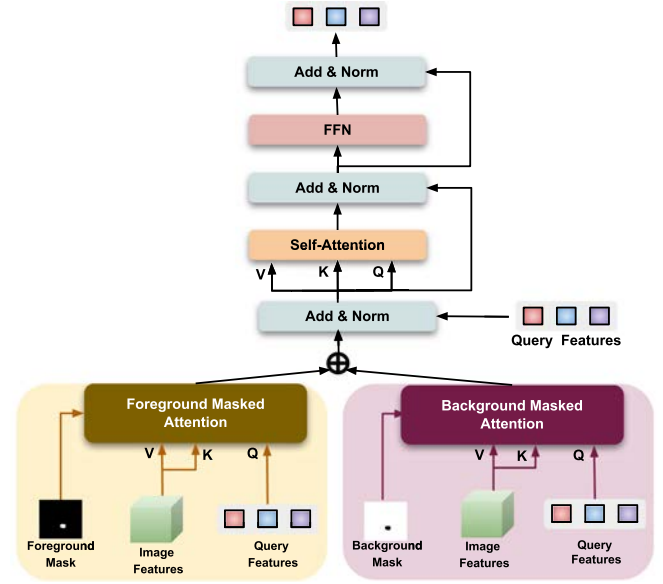 Add & Norm
FFN
Add & Norm
Self-Attention
V K Q
Add & Norm
Query Features
Foreground Masked
Attention
V K Q
Foreground
Mask
Image
Features
Query
Features
Background Masked
Attention
V K Q
Background
Mask
Image
Features
Query
Features